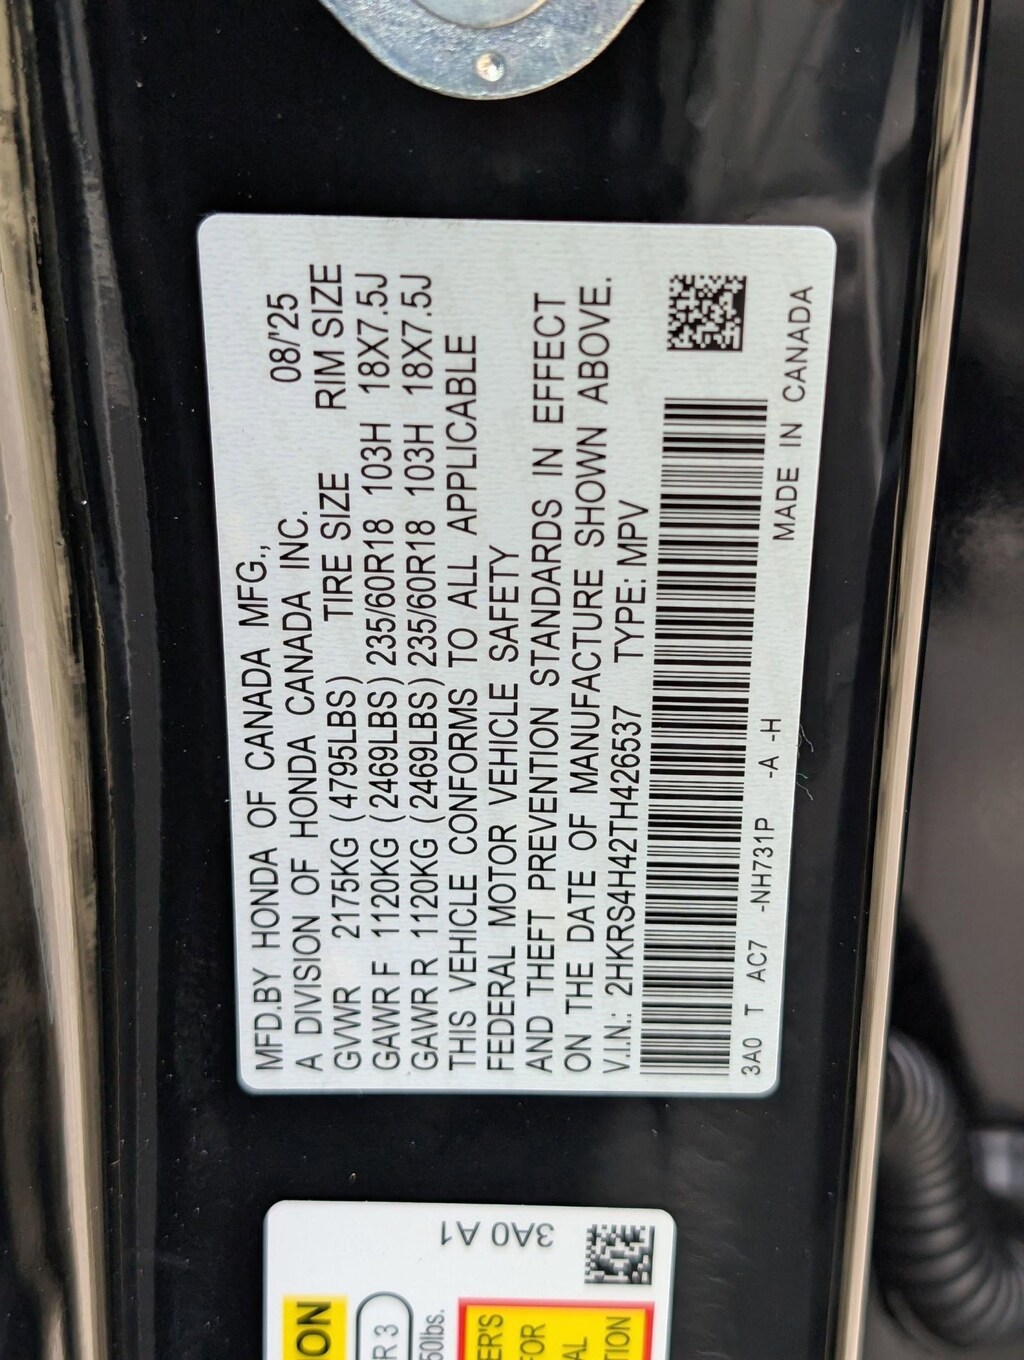 MFD.BY HONDA OF CANADA MFG.,
A DIVISION OF HONDA CANADA INC. 08/'25
GVWR 2175KG (4795LBS) TIRE SIZE RIM SIZE
GAWR F 1120KG (2469LBS) 235/60R18 103H 18X7.5J
GAWR R 1120KG (2469LBS) 235/60R18 103H 18X7.5J
THIS VEHICLE CONFORMS TO ALL APPLICABLE
FEDERAL MOTOR VEHICLE SAFETY
AND THEFT PREVENTION STANDARDS IN EFFECT
ON THE DATE OF MANUFACTURE SHOWN ABOVE.
V.I.N.: 2HKRS4H42TH426537 TYPE: MPV
3A0 T AC7 -NH731P -A -H MADE IN CANADA
3A0 A1